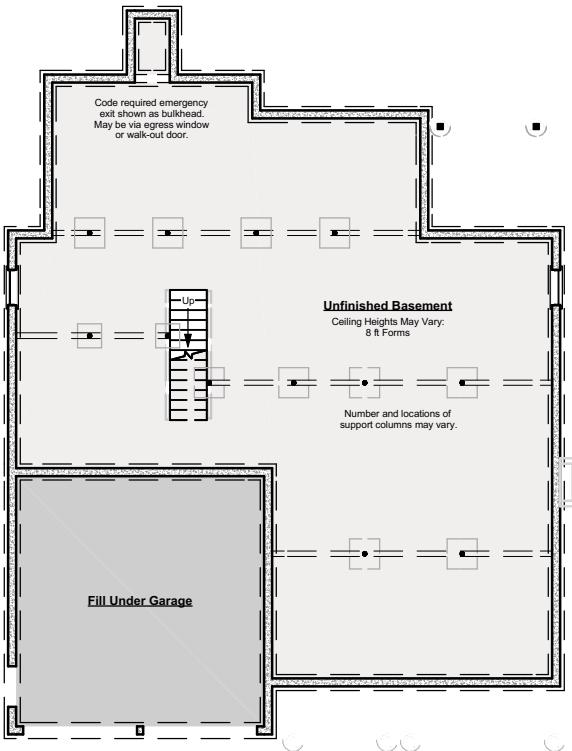 Code required emergency
exit shown as bulkhead.
May be via egress window
or walk-out door.
Up
Unfinished Basement
Ceiling Heights May Vary:
8 ft Forms
Number and locations of
support columns may vary.
Fill Under Garage